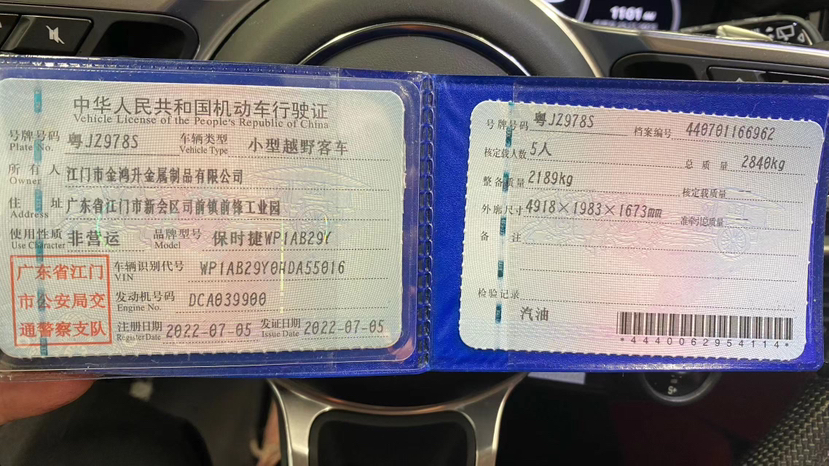 中华人民共和国机动车行驶证
Vehicle License of the People's Republic of China
号牌号码 粤JZ978S 车辆类型 小型越野客车
Plate No. Vehicle Type
所有人 江门市金鸿升金属制品有限公司
Owner
住址 广东省江门市新会区司前镇前修工业园
Address
使用性质 非营运 品牌型号 保时捷WP1AB29Y
Use Character Model
广东省江门
市公安局交
通警察支队
车辆识别代号 WP1AB29Y0RDA55016
VIN
发动机号码 DCA039900
Engine No.
注册日期 2022-07-05 发证日期 2022-07-05
Register Date Issue Date
号牌号码 粤JZ978S 档案编号 440701166962
核定载人数 5人 总质量 2840kg
整备质量 2189kg 核定载质量
外廓尺寸 4918×1983×1673mm 准牵引总质量
备注
检验记录
汽油
*4440062954114*
1101